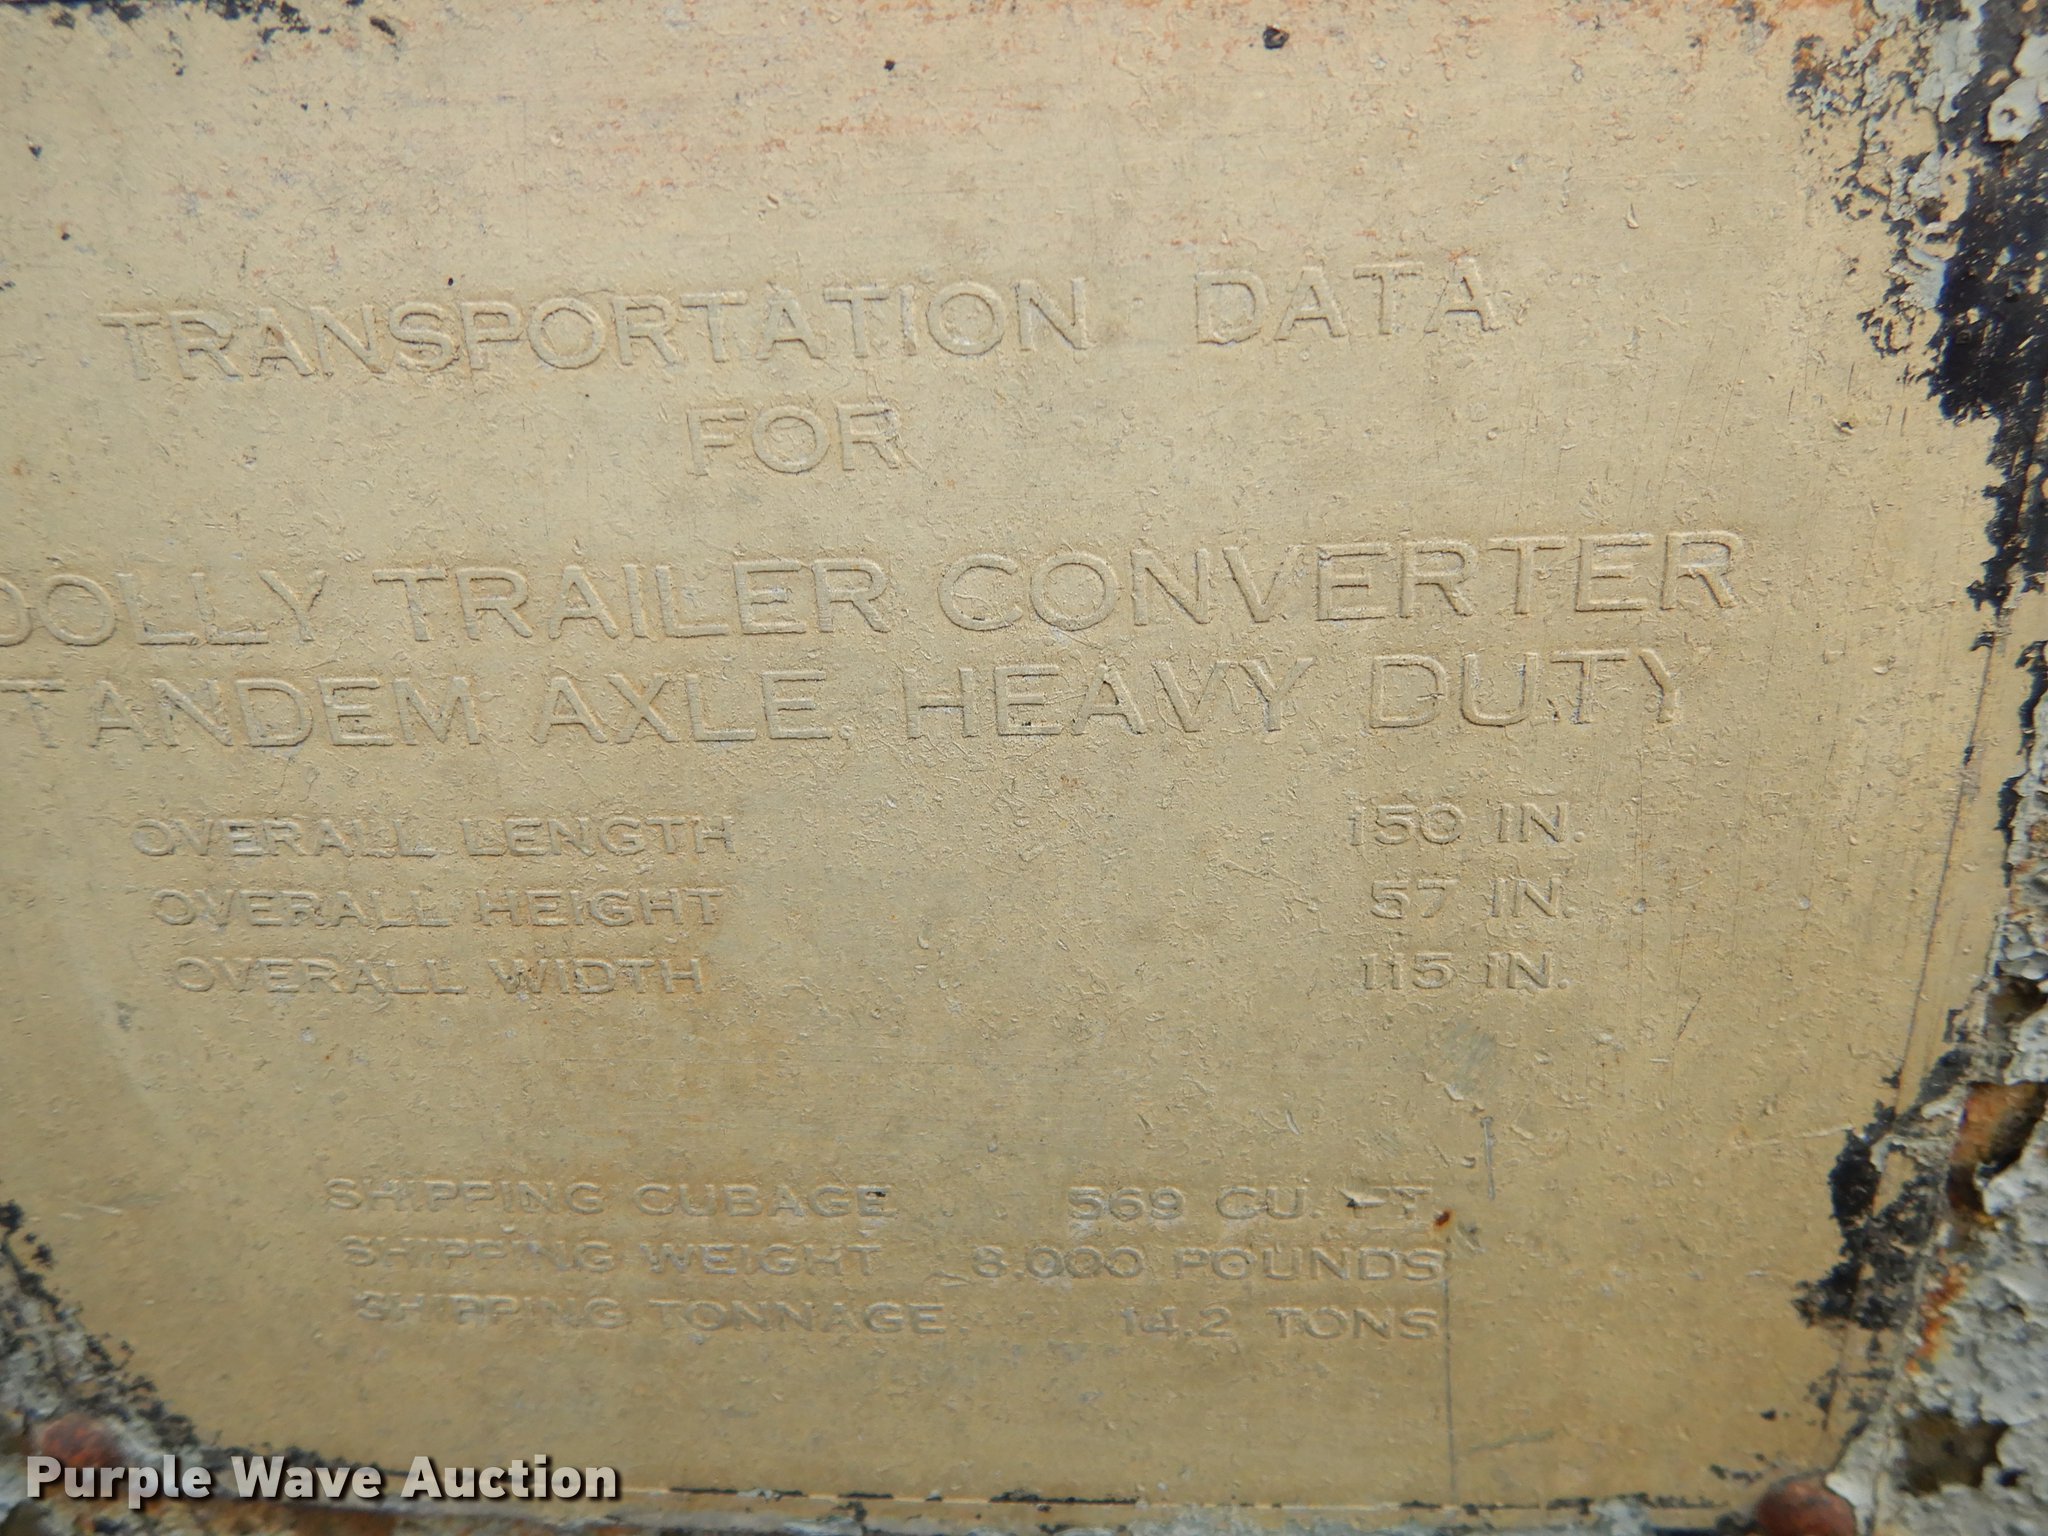 TRANSPORTATION DATA
FOR
DOLLY TRAILER CONVERTER
TANDEM AXLE, HEAVY DUTY
OVERALL LENGTH 150 IN.
OVERALL HEIGHT 57 IN.
OVERALL WIDTH 115 IN.
SHIPPING CUBAGE 569 CU. FT.
SHIPPING WEIGHT 8,000 POUNDS
SHIPPING TONNAGE 14.2 TONS
Purple Wave Auction